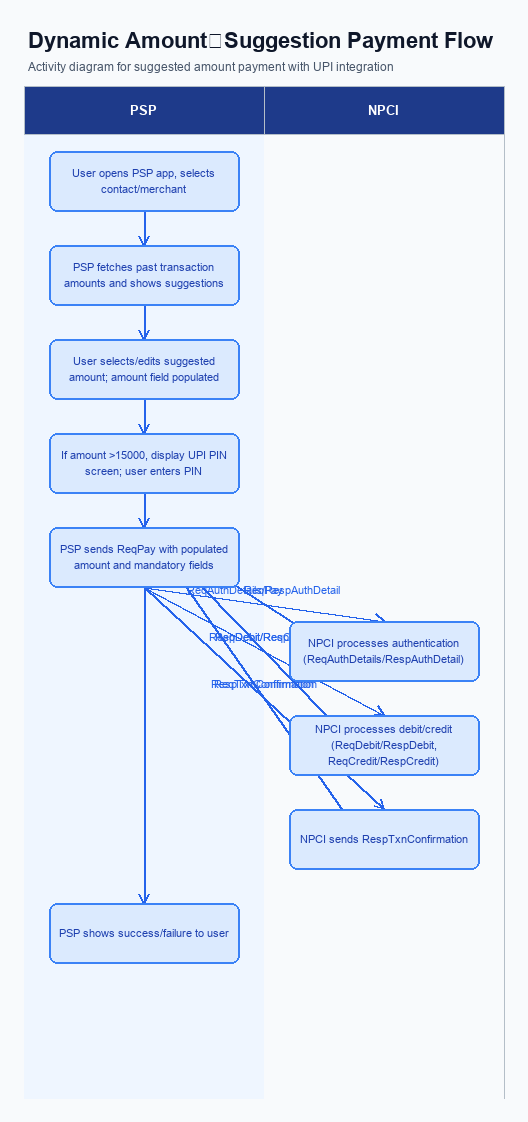 Dynamic Amount□Suggestion Payment Flow
Activity diagram for suggested amount payment with UPI integration
PSP
NPCI
User opens PSP app, selects
contact/merchant
PSP fetches past transaction
amounts and shows suggestions
User selects/edits suggested
amount; amount field populated
If amount >15000, display UPI PIN
screen; user enters PIN
PSP sends ReqPay with populated
amount and mandatory fields
NPCI processes authentication
(ReqAuthDetails/RespAuthDetail)
NPCI processes debit/credit
(ReqDebit/RespDebit,
ReqCredit/RespCredit)
NPCI sends RespTxnConfirmation
PSP shows success/failure to user